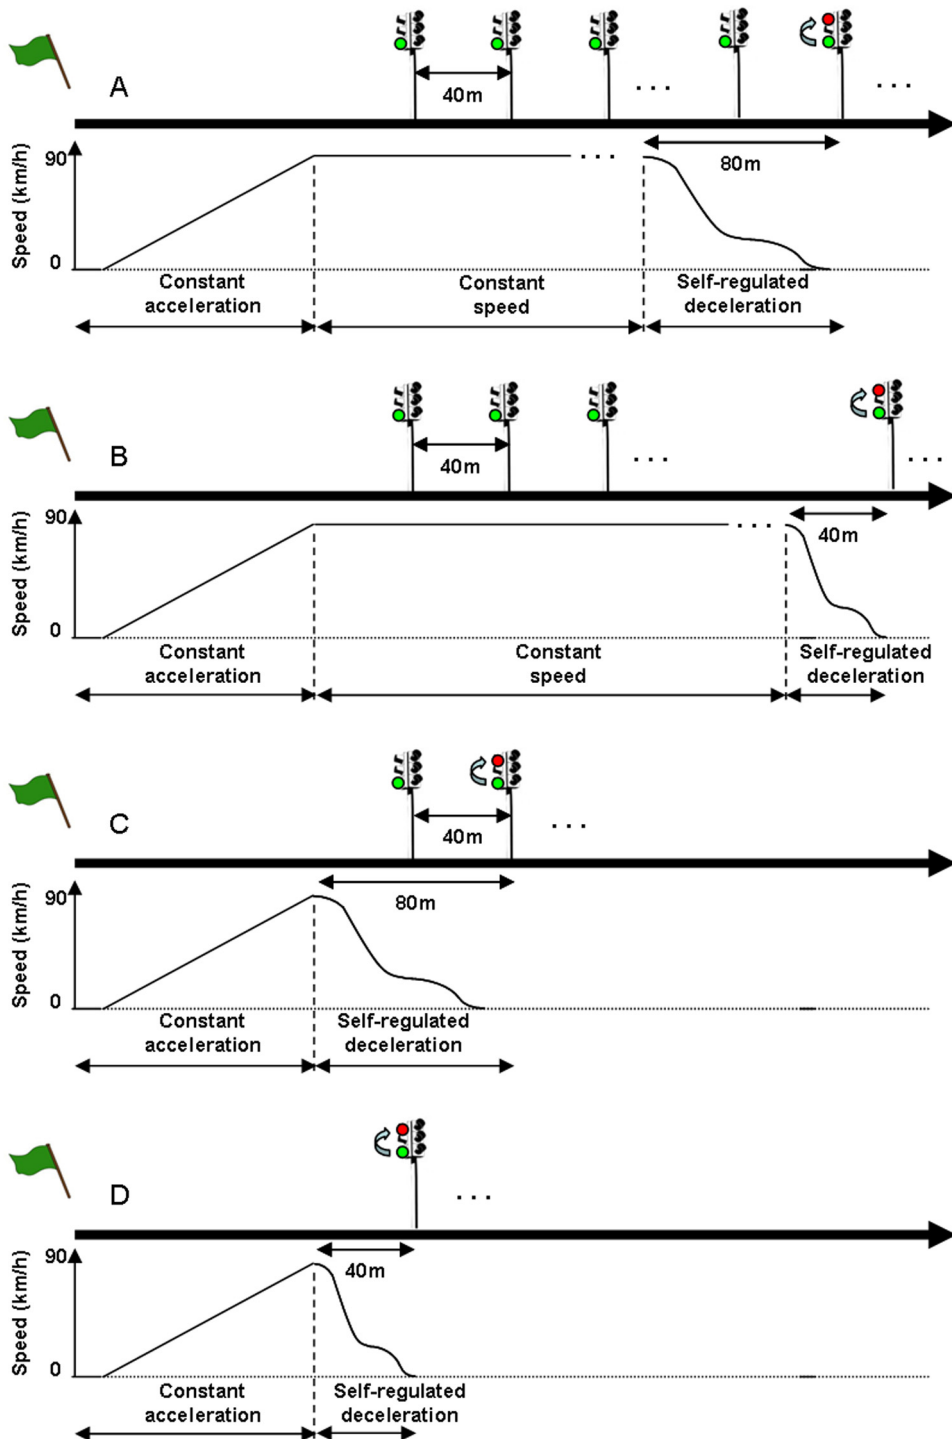 A
40m
. . .
. . .
Speed (km/h)
90
. . .
80m
0
Constant
acceleration
Constant
speed
Self-regulated
deceleration
B
40m
. . .
. . .
Speed (km/h)
90
. . .
40m
0
Constant
acceleration
Constant
speed
Self-regulated
deceleration
C
40m
. . .
Speed (km/h)
90
80m
0
Constant
acceleration
Self-regulated
deceleration
D
. . .
Speed (km/h)
90
40m
0
Constant
acceleration
Self-regulated
deceleration